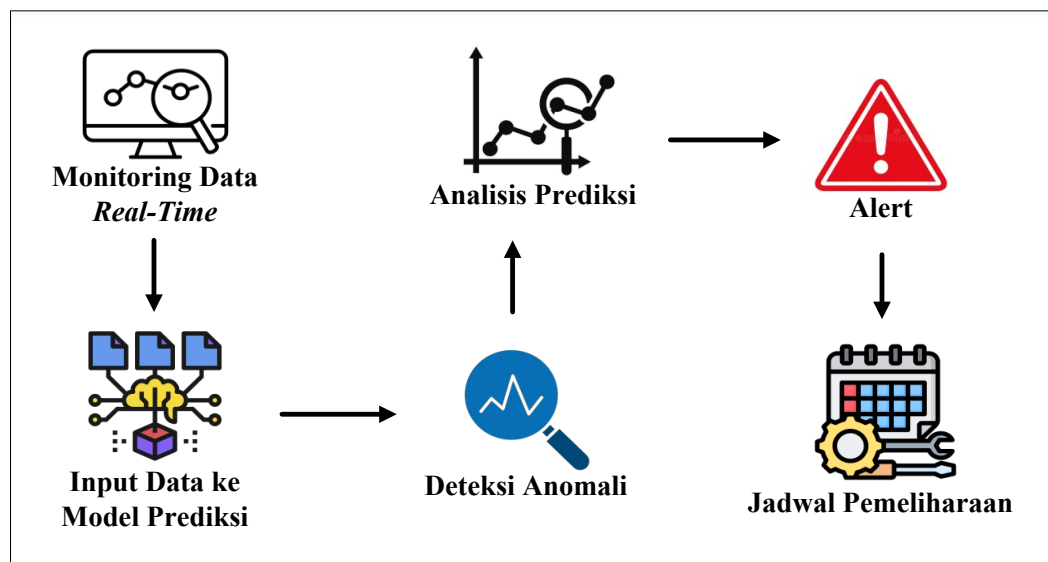 Monitoring Data
Real-Time
Input Data ke
Model Prediksi
Deteksi Anomali
Analisis Prediksi
Alert
Jadwal Pemeliharaan